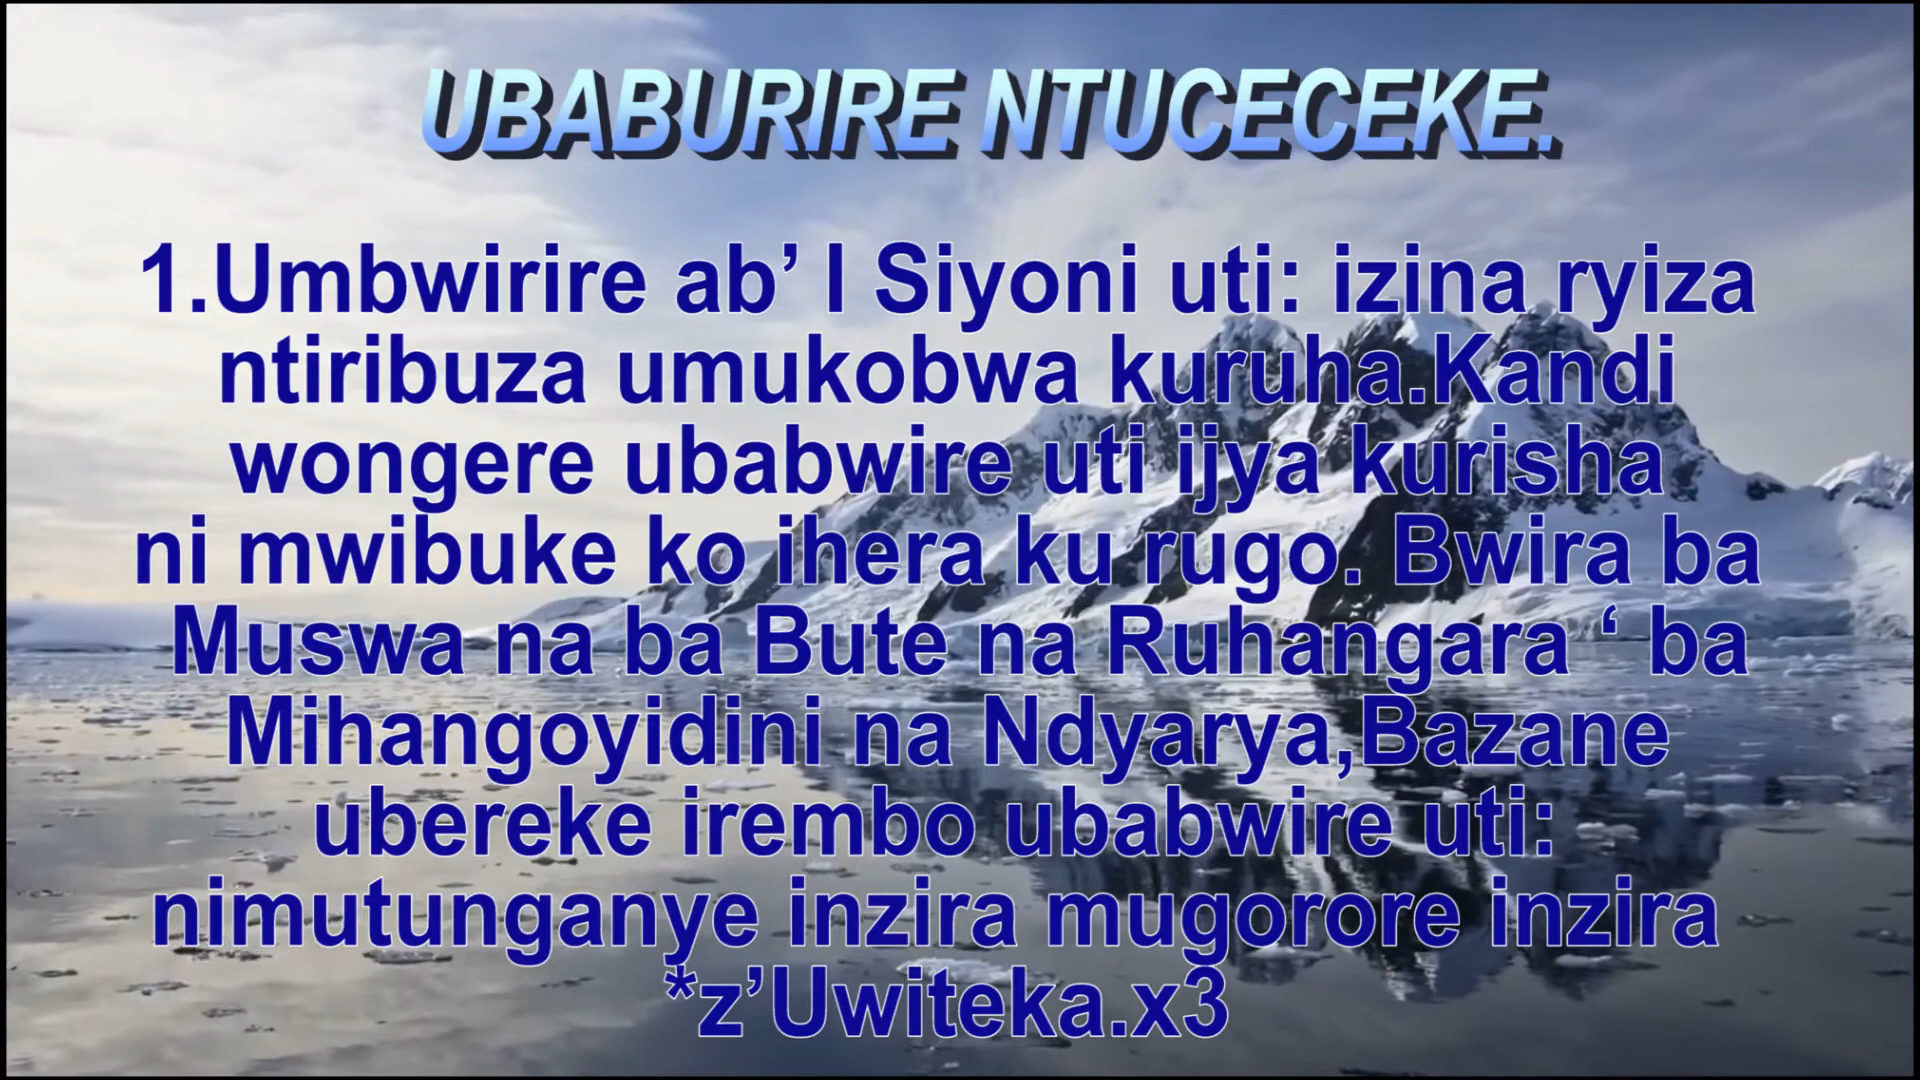 UBABURIRE NTUCECEKE.
1.Umbwirire ab’ I Siyoni uti: izina ryiza
ntiribuza umukobwa kuruha.Kandi
wongere ubabwire uti ijya kurisha
ni mwibuke ko ihera ku rugo. Bwira ba
Muswa na ba Bute na Ruhangara ‘ ba
Mihangoyidini na Ndyarya,Bazane
ubereke irembo ubabwire uti:
nimutunganye inzira mugorore inzira
*z’Uwiteka.x3